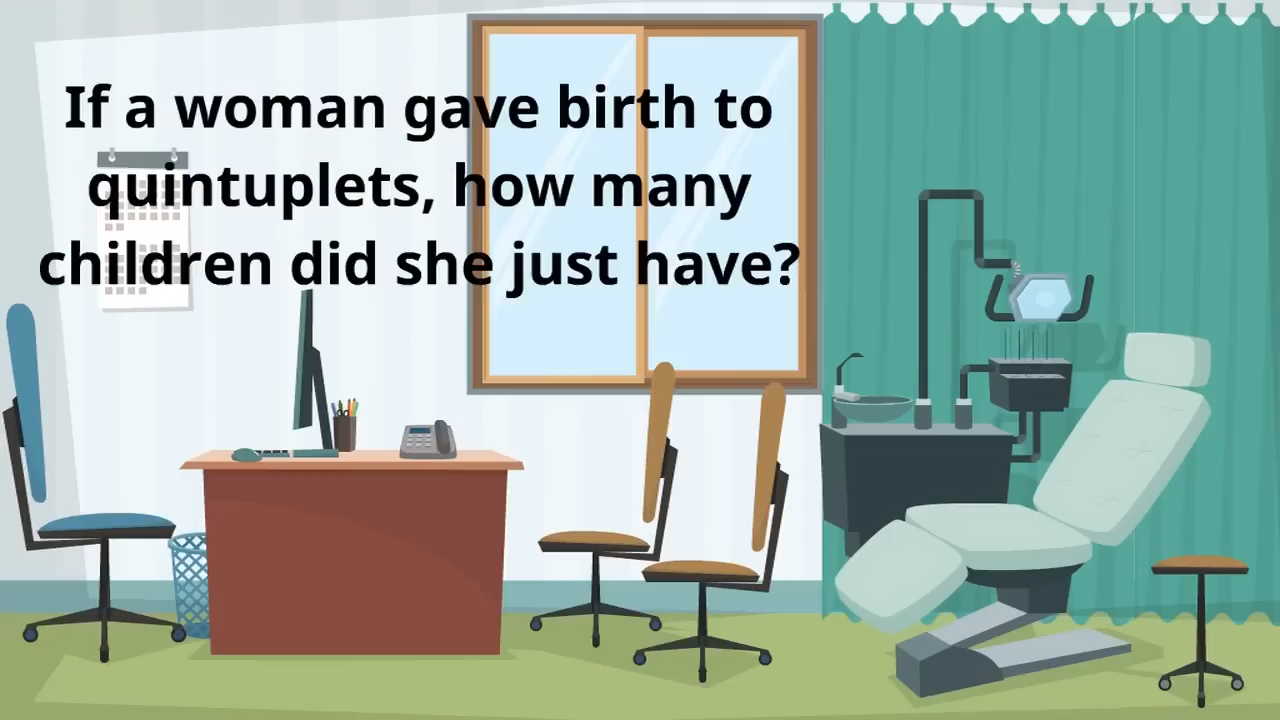 If a woman gave birth to
quintuplets, how many
children did she just have?